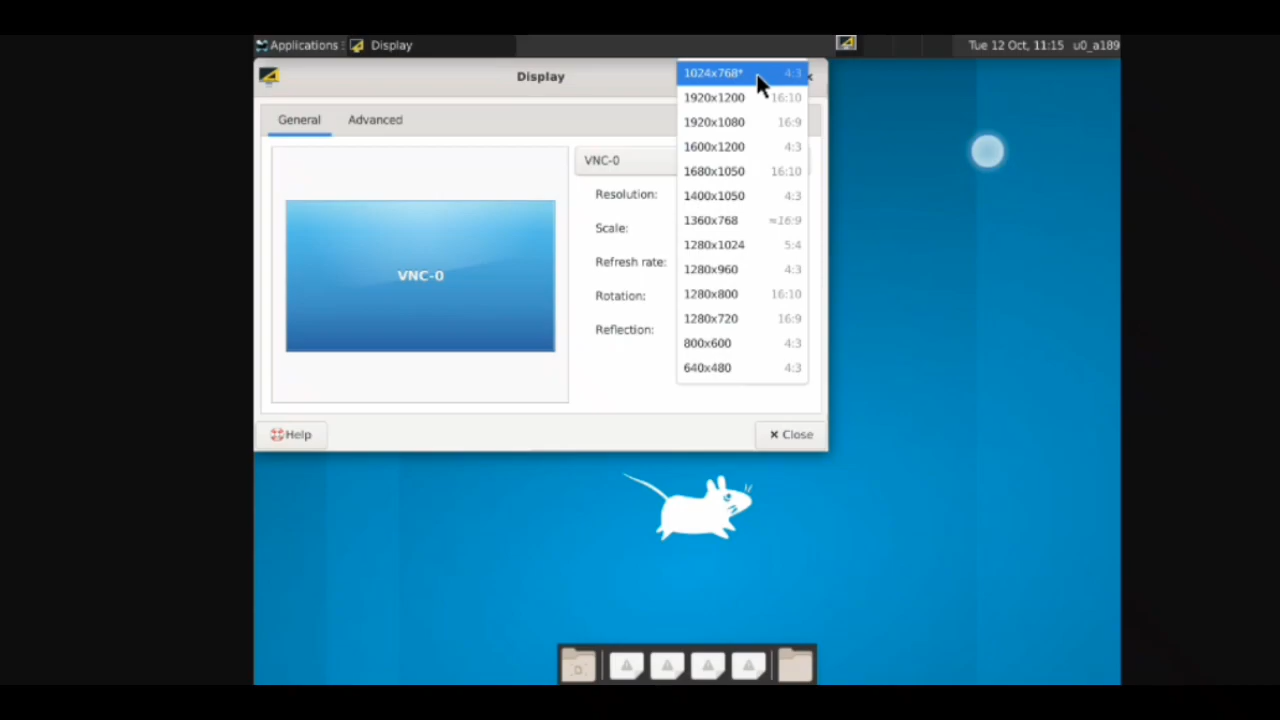 Applications : Display
Tue 12 Oct, 11:15 u0_a189
Display
General Advanced
VNC-0
VNC-0
Resolution:
Scale:
Refresh rate:
Rotation:
Reflection:
1024x768* 4:3
1920x1200 16:10
1920x1080 16:9
1600x1200 4:3
1680x1050 16:10
1400x1050 4:3
1360x768 ≈16:9
1280x1024 5:4
1280x960 4:3
1280x800 16:10
1280x720 16:9
800x600 4:3
640x480 4:3
Help
Close